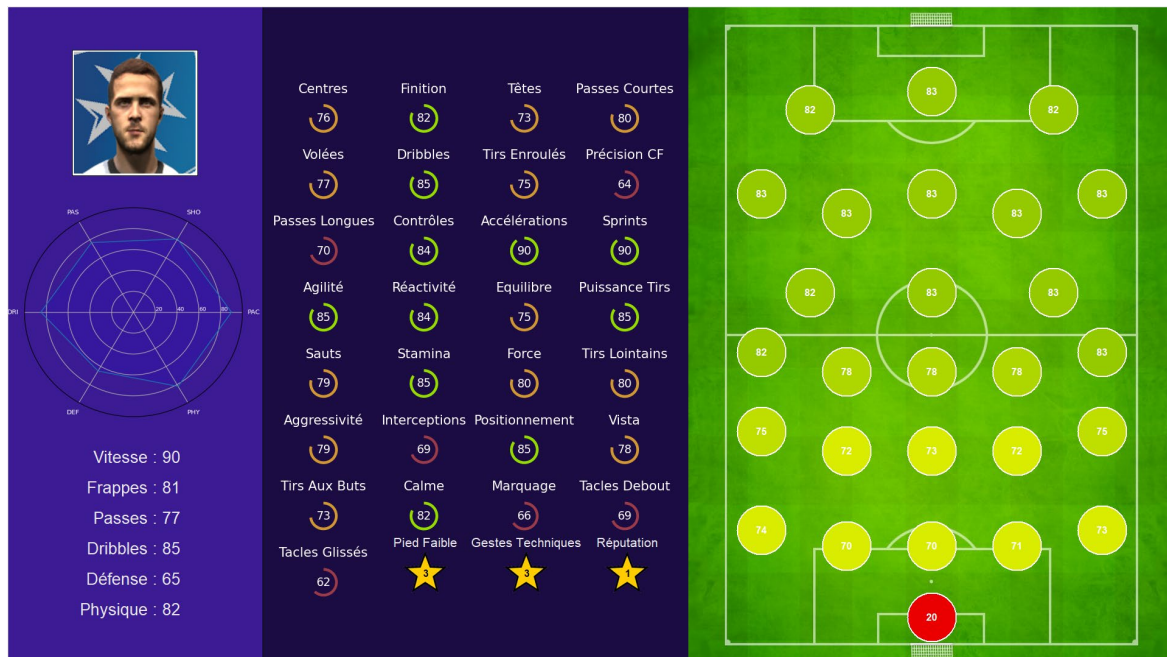 PAS
SHO
DRI
PAC
DEF
PHY
20 40 60 80
Vitesse : 90
Frappes : 81
Passes : 77
Dribbles : 85
Défense : 65
Physique : 82
Centres Finition Têtes Passes Courtes
76 82 73 80
Volées Dribbles Tirs Enroulés Précision CF
77 85 75 64
Passes Longues Contrôles Accélérations Sprints
70 84 90 90
Agilité Réactivité Equilibre Puissance Tirs
85 84 75 85
Sauts Stamina Force Tirs Lointains
79 85 80 80
Aggressivité Interceptions Positionnement Vista
79 69 85 78
Tirs Aux Buts Calme Marquage Tacles Debout
73 82 66 69
Tacles Glissés Pied Faible Gestes Techniques Réputation
62 3 3 1
83
82 82
83 83 83
83 83
82 83 83
82 83
78 78 78
75 75
72 73 72
74 73
70 70 71
20